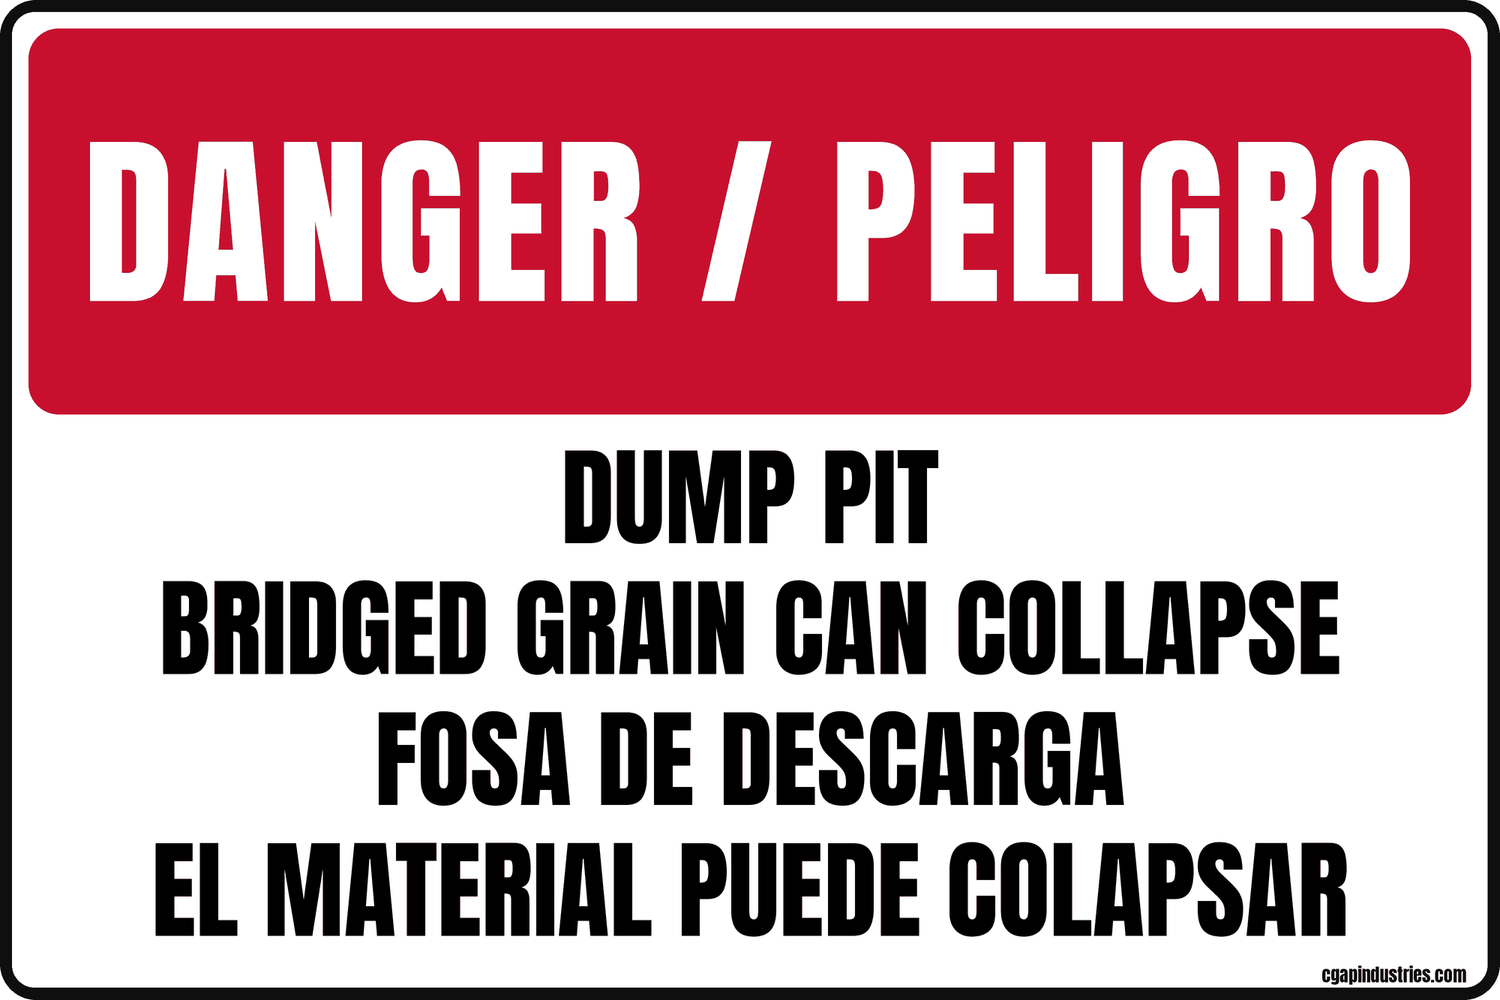 DANGER / PELIGRO
DUMP PIT
BRIDGED GRAIN CAN COLLAPSE
FOSA DE DESCARGA
EL MATERIAL PUEDE COLAPSAR
cgapindustries.com